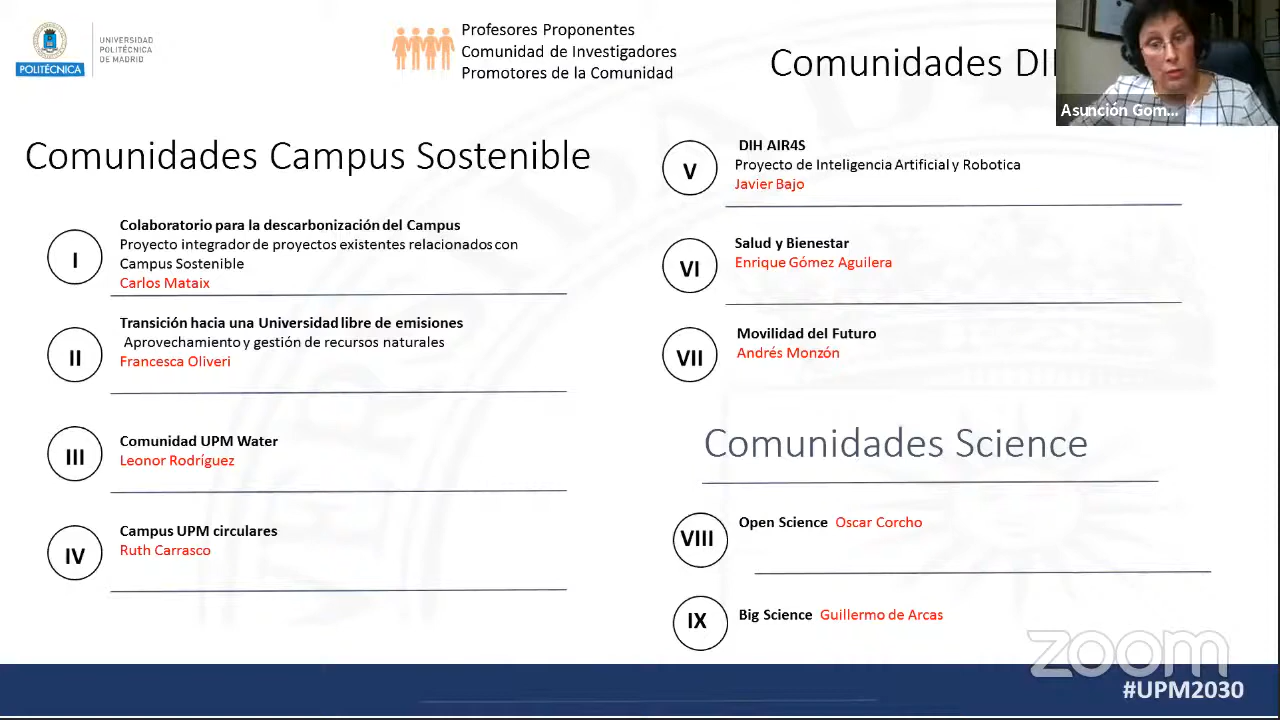 POLITÉCNICA
UNIVERSIDAD
POLITÉCNICA
DE MADRID
Profesores Proponentes
Comunidad de Investigadores
Promotores de la Comunidad
Comunidades
Asunción Gom...
Comunidades Campus Sostenible
I
Colaboratorio para la descarbonización del Campus
Proyecto integrador de proyectos existentes relacionados con
Campus Sostenible
Carlos Mataix
II
Transición hacia una Universidad libre de emisiones
Aprovechamiento y gestión de recursos naturales
Francesca Oliveri
III
Comunidad UPM Water
Leonor Rodríguez
IV
Campus UPM circulares
Ruth Carrasco
V
DIH AIR4S
Proyecto de Inteligencia Artificial y Robotica
Javier Bajo
VI
Salud y Bienestar
Enrique Gómez Aguilera
VII
Movilidad del Futuro
Andrés Monzón
Comunidades Science
VIII
Open Science Oscar Corcho
IX
Big Science Guillermo de Arcas
zoom
#UPM2030